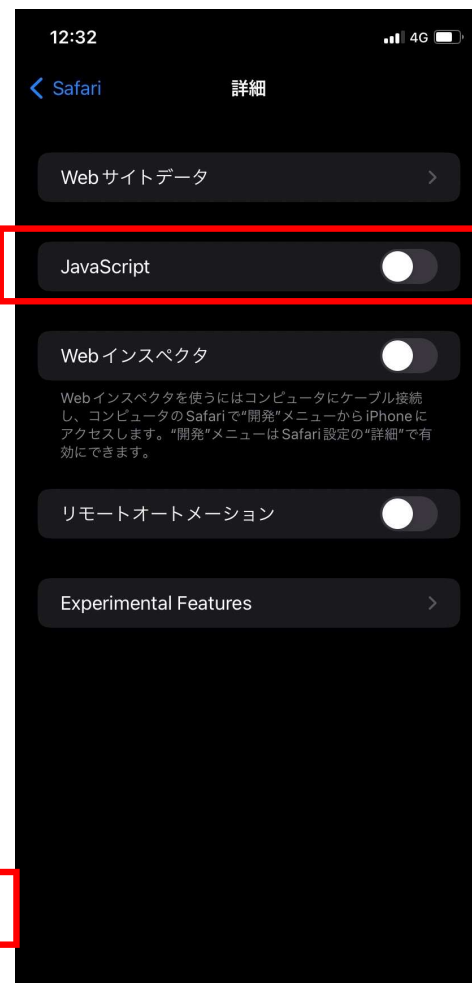 12:32
4G
Safari
詳細
Webサイトデータ
JavaScript
Webインスペクタ
Webインスペクタを使うにはコンピュータにケーブル接続
し、コンピュータのSafariで“開発”メニューからiPhoneに
アクセスします。“開発”メニューはSafari設定の“詳細”で有
効にできます。
リモートオートメーション
Experimental Features